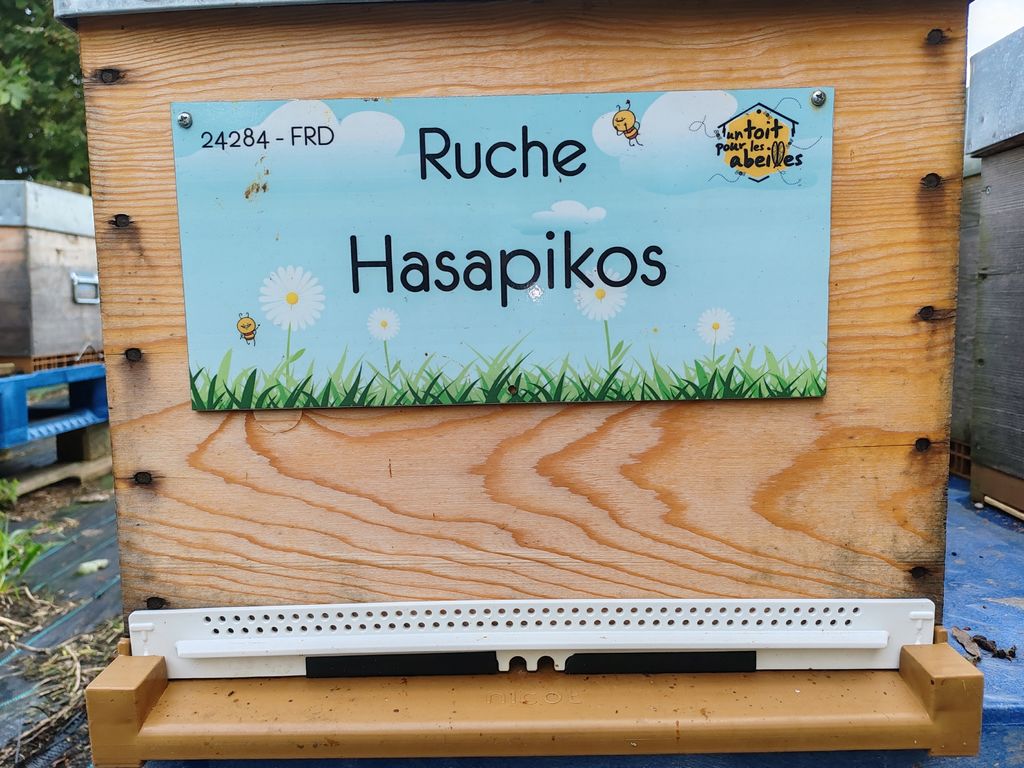 24284 - FRD
Ruche
un toit
pour les
abeilles
Hasapikos
nicot